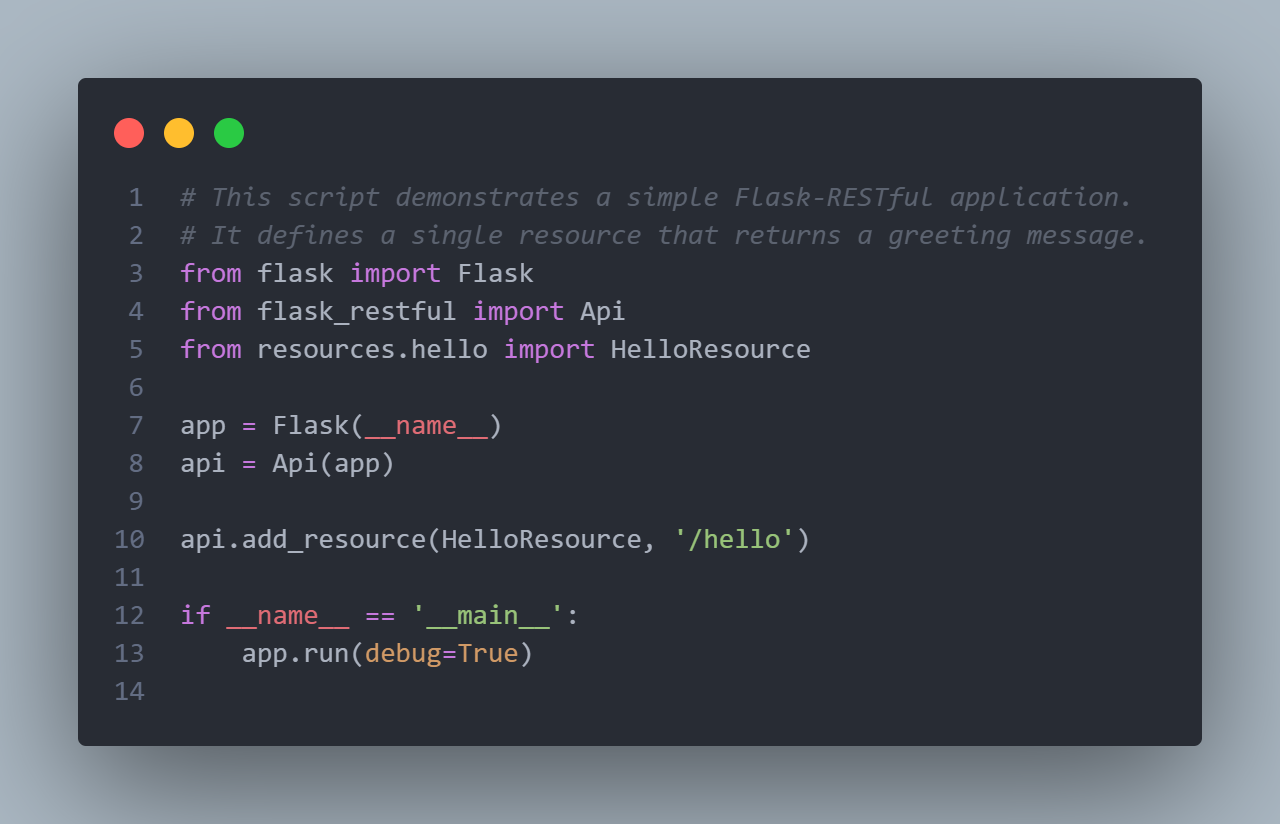 1 # This script demonstrates a simple Flask-RESTful application.
2 # It defines a single resource that returns a greeting message.
3 from flask import Flask
4 from flask_restful import Api
5 from resources.hello import HelloResource
6
7 app = Flask(__name__)
8 api = Api(app)
9
10 api.add_resource(HelloResource, '/hello')
11
12 if __name__ == '__main__':
13     app.run(debug=True)
14